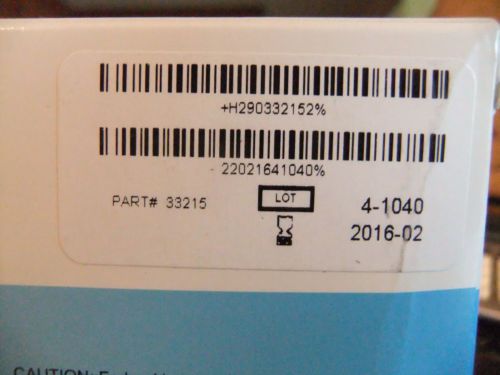 +H290332152%
22021641040%
PART# 33215 LOT 4-1040
2016-02
CAUTION: